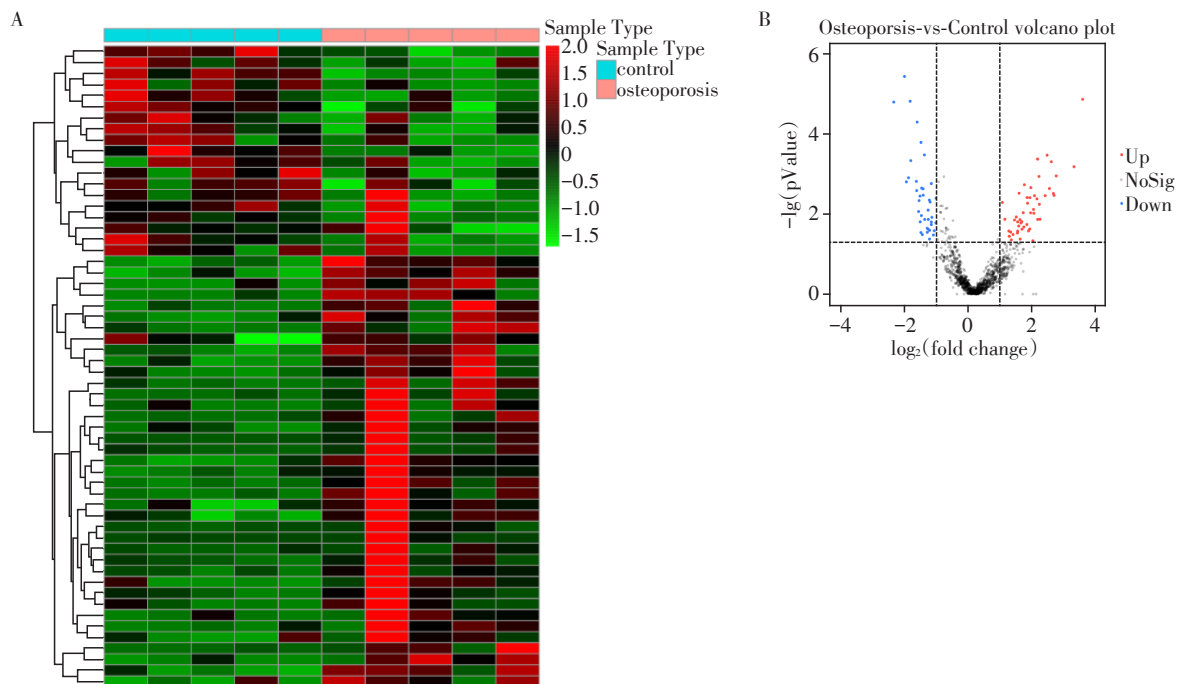 A
Sample Type
2.0
1.5
1.0
0.5
0
−0.5
−1.0
−1.5
Sample Type
control
osteoporosis
B
Osteoporsis-vs-Control volcano plot
−lg(pValue)
6
4
2
0
−4
−2
0
2
4
log₂(fold change)
Up
NoSig
Down